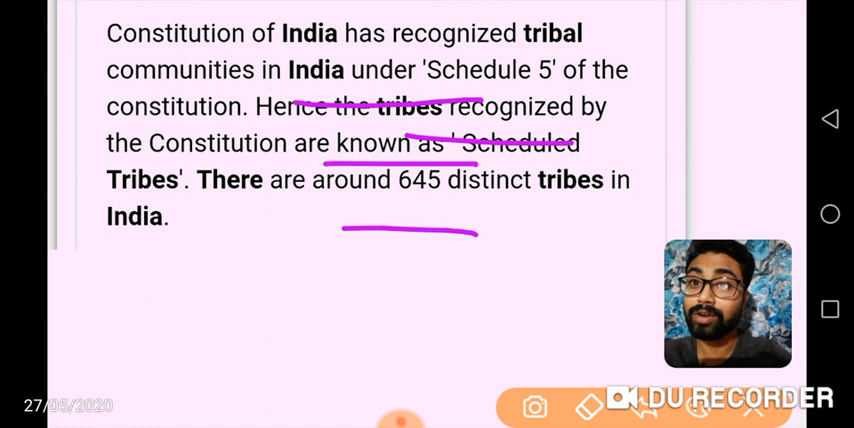 Constitution of India has recognized tribal
communities in India under 'Schedule 5' of the
constitution. Hence the tribes recognized by
the Constitution are known as ' Scheduled
Tribes'. There are around 645 distinct tribes in
India.
27/05/2020
DU RECORDER